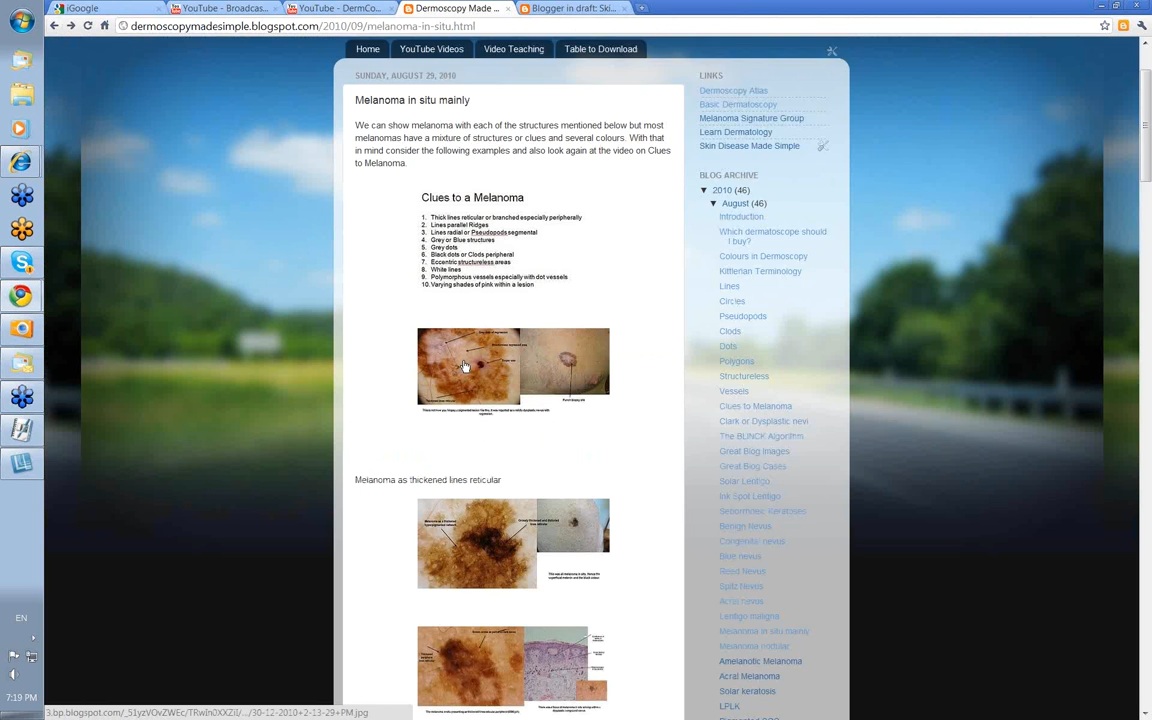 iGoogle
YouTube - Broadcas...
YouTube - DermCo...
Dermoscopy Made ...
Blogger in draft: Ski...
dermoscopymadesimple.blogspot.com/2010/09/melanoma-in-situ.html
Home
YouTube Videos
Video Teaching
Table to Download
SUNDAY, AUGUST 29, 2010
Melanoma in situ mainly
We can show melanoma with each of the structures mentioned below but most
melanomas have a mixture of structures or clues and several colours. With that
in mind consider the following examples and also look again at the video on Clues
to Melanoma.
Clues to a Melanoma
1. Thick lines reticular or branched especially peripherally
2. Lines parallel Ridges
3. Lines radial or Pseudopods segmental
4. Grey or Blue structures
5. Grey dots
6. Black dots or Clods peripheral
7. Eccentric structureless areas
8. White lines
9. Polymorphous vessels especially with dot vessels
10. Varying shades of pink within a lesion
Punch biopsy site
Melanoma as thickened lines reticular
LINKS
Dermoscopy Atlas
Basic Dermatoscopy
Melanoma Signature Group
Learn Dermatology
Skin Disease Made Simple
BLOG ARCHIVE
▼ 2010 (46)
▼ August (46)
Introduction
Which dermatoscope should
I buy?
Colours in Dermoscopy
Kittlerian Terminology
Lines
Circles
Pseudopods
Clods
Dots
Polygons
Structureless
Vessels
Clues to Melanoma
Clark or Dysplastic nevi
The BLINCK Algorithm
Great Blog Images
Great Blog Cases
Solar Lentigo
Ink Spot Lentigo
Seborrhoeic Keratoses
Benign Nevus
Congenital nevus
Blue nevus
Reed Nevus
Spitz Nevus
Acral nevus
Lentigo maligna
Melanoma in situ mainly
Melanoma nodular
Amelanotic Melanoma
Acral Melanoma
Solar keratosis
LPLK
EN
7:19 PM